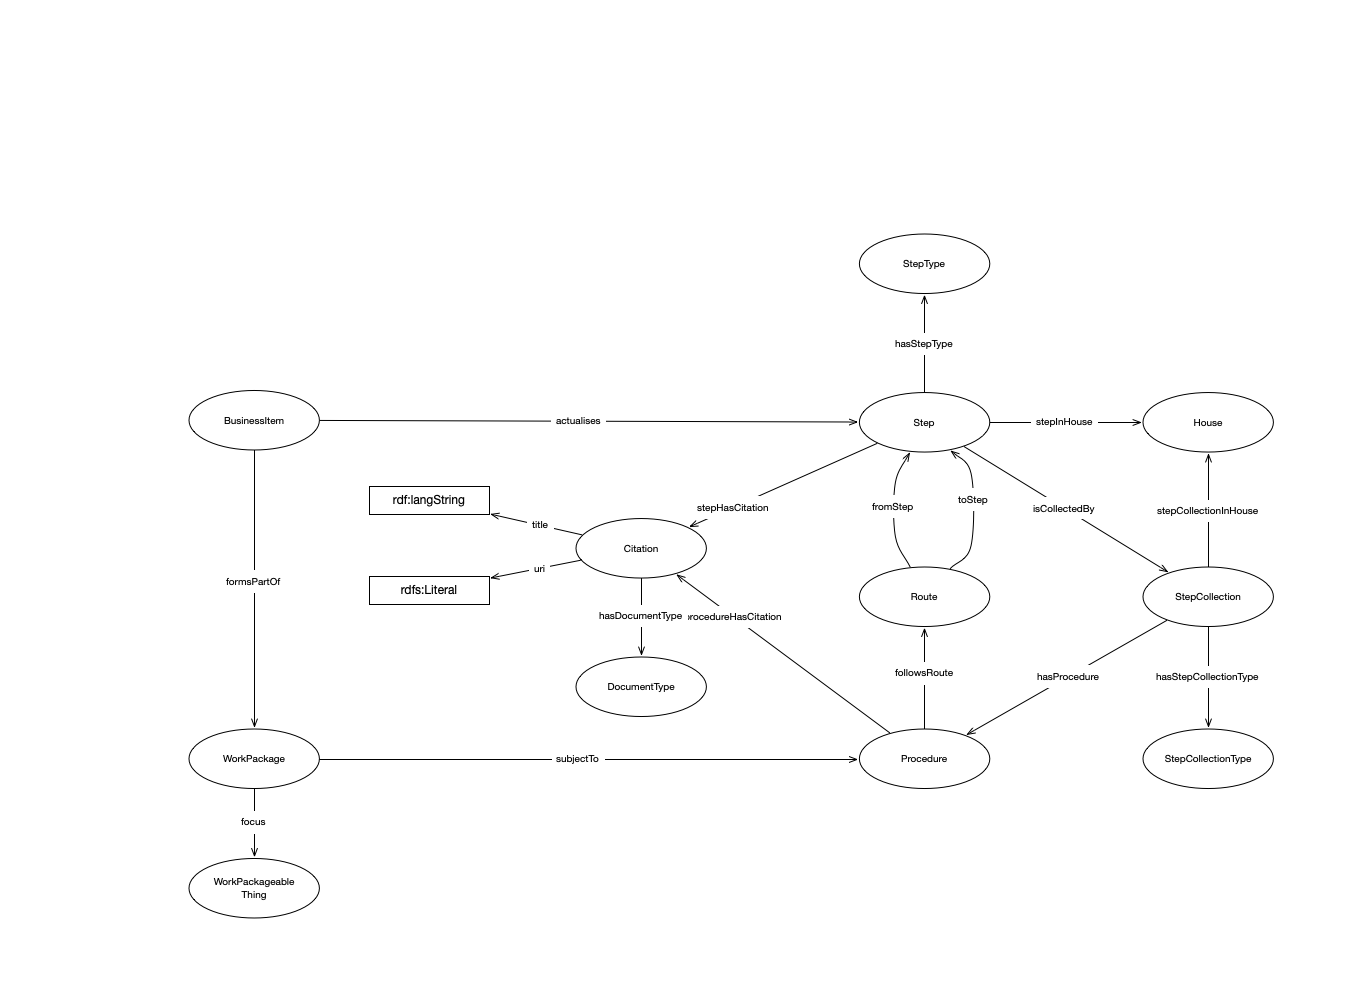 StepType
hasStepType
BusinessItem
actualises
Step
stepInHouse
House
rdf:langString
title
stepHasCitation
fromStep
toStep
isCollectedBy
stepCollectionInHouse
Citation
uri
rdfs:Literal
formsPartOf
Route
StepCollection
hasDocumentType
rocedureHasCitation
followsRoute
hasProcedure
hasStepCollectionType
DocumentType
WorkPackage
subjectTo
Procedure
StepCollectionType
focus
WorkPackageable
Thing